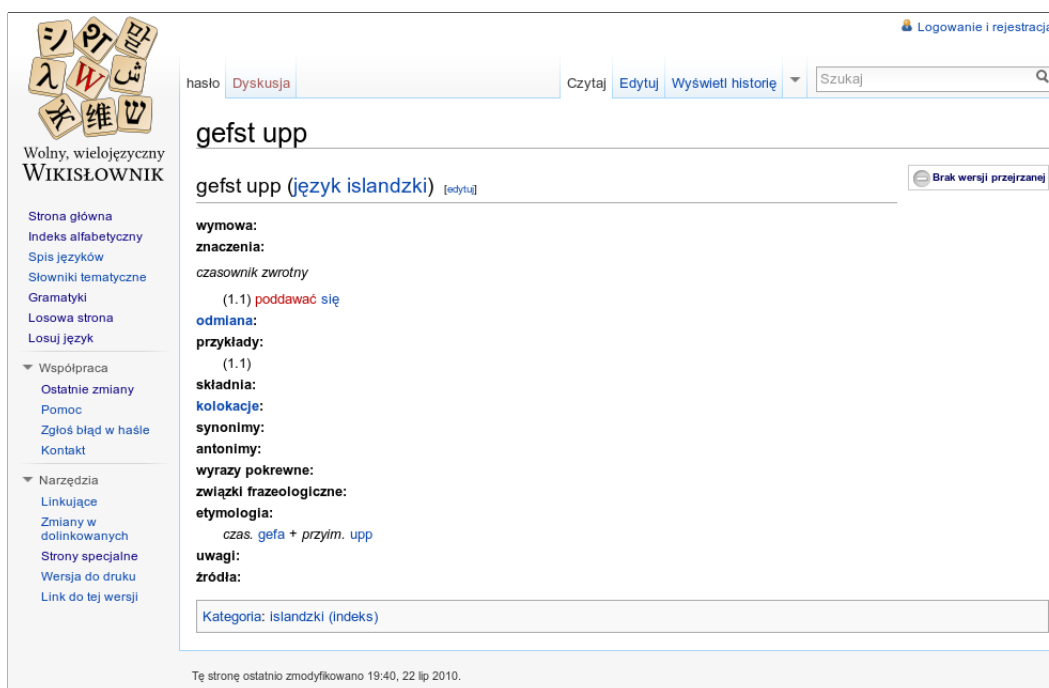 Logowanie i rejestracja
hasło Dyskusja Czytaj Edytuj Wyświetl historię Szukaj
シ 말
λ W ش
维 ש
Wolny, wielojęzyczny
WIKISŁOWNIK
Strona główna
Indeks alfabetyczny
Spis języków
Słowniki tematyczne
Gramatyki
Losowa strona
Losuj język
Współpraca
Ostatnie zmiany
Pomoc
Zgłoś błąd w haśle
Kontakt
Narzędzia
Linkujące
Zmiany w
dolinkowanych
Strony specjalne
Wersja do druku
Link do tej wersji
gefst upp
gefst upp (język islandzki) [edytuj]
Brak wersji przejrzanej
wymowa:
znaczenia:
czasownik zwrotny
(1.1) poddawać się
odmiana:
przykłady:
(1.1)
składnia:
kolokacje:
synonimy:
antonimy:
wyrazy pokrewne:
związki frazeologiczne:
etymologia:
czas. gefa + przyim. upp
uwagi:
źródła:
Kategoria: islandzki (indeks)
Tę stronę ostatnio zmodyfikowano 19:40, 22 lip 2010.